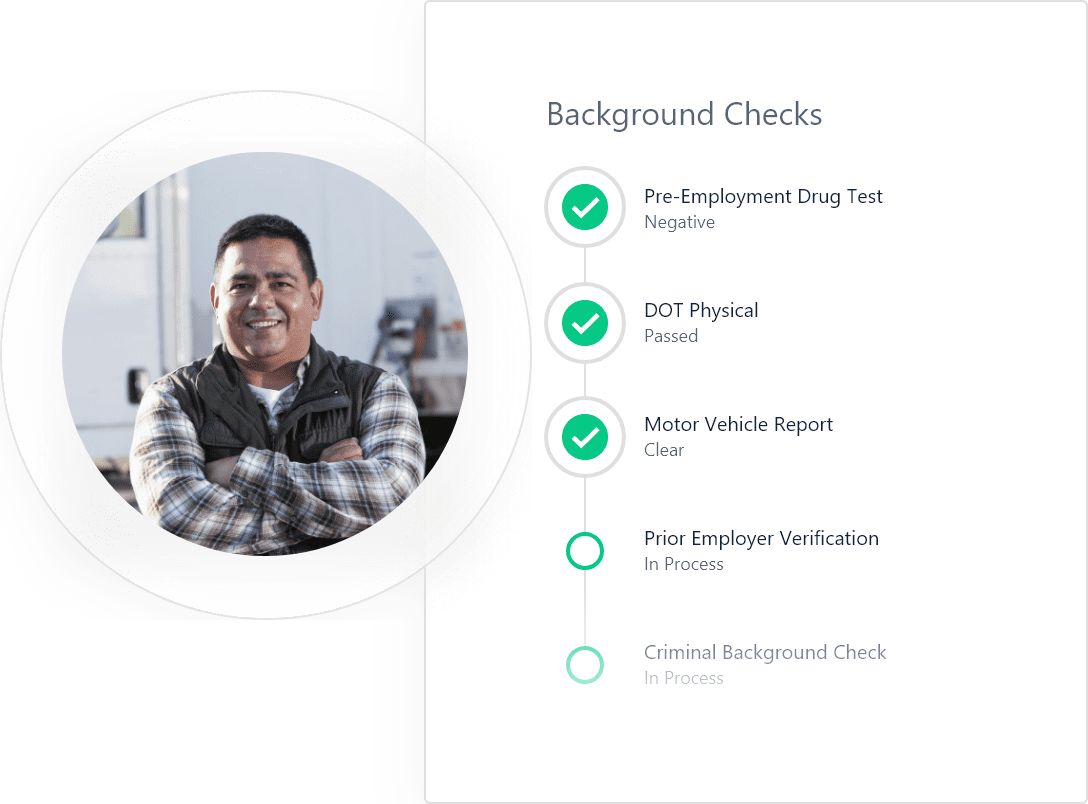 Background Checks
Pre-Employment Drug Test
Negative
DOT Physical
Passed
Motor Vehicle Report
Clear
Prior Employer Verification
In Process
Criminal Background Check
In Process